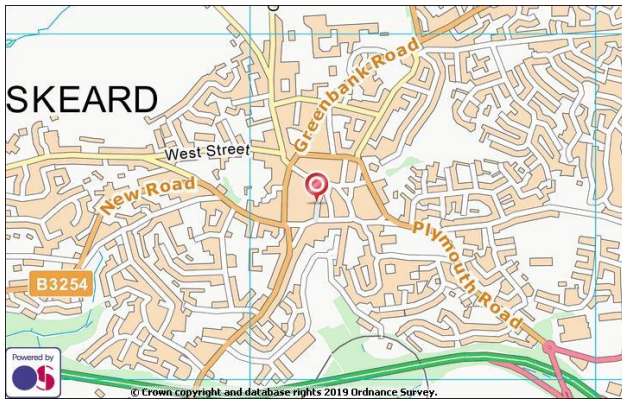 SKEARD
Greenbank Road
West Street
New Road
Plymouth Road
B3254
Powered by
OS
© Crown copyright and database rights 2019 Ordnance Survey.